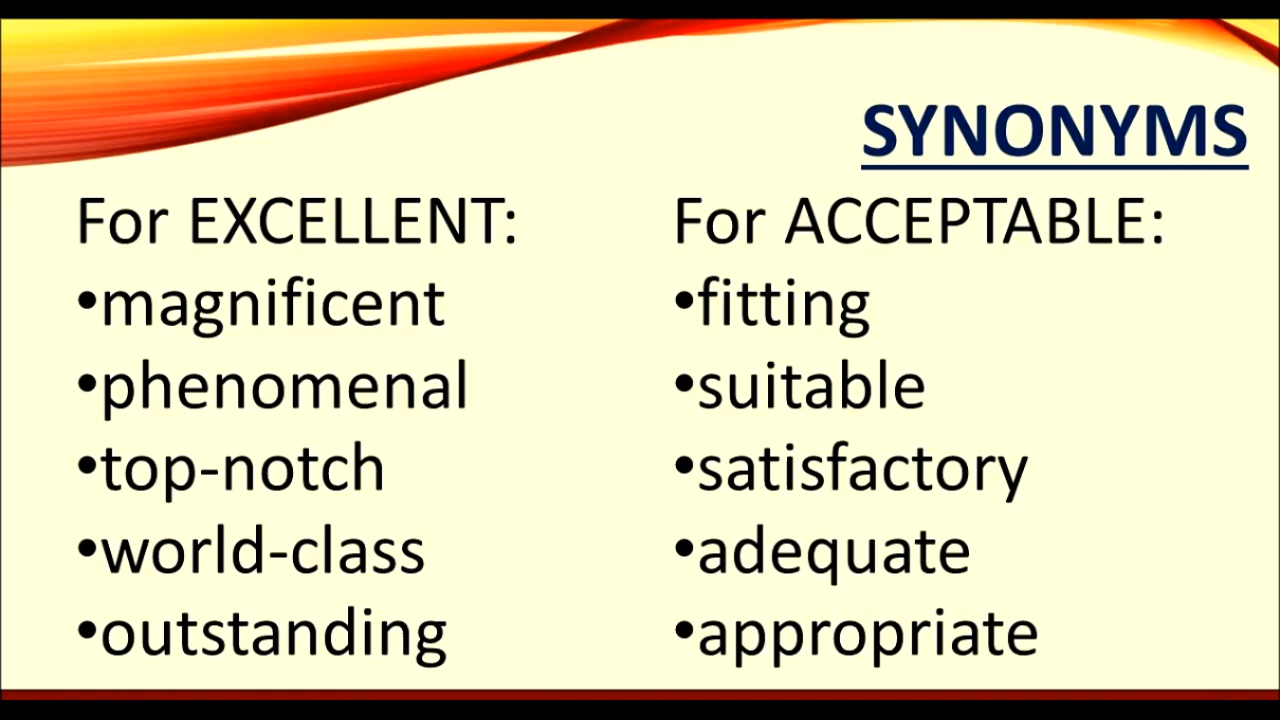 SYNONYMS
For EXCELLENT:
•magnificent
•phenomenal
•top-notch
•world-class
•outstanding
For ACCEPTABLE:
•fitting
•suitable
•satisfactory
•adequate
•appropriate